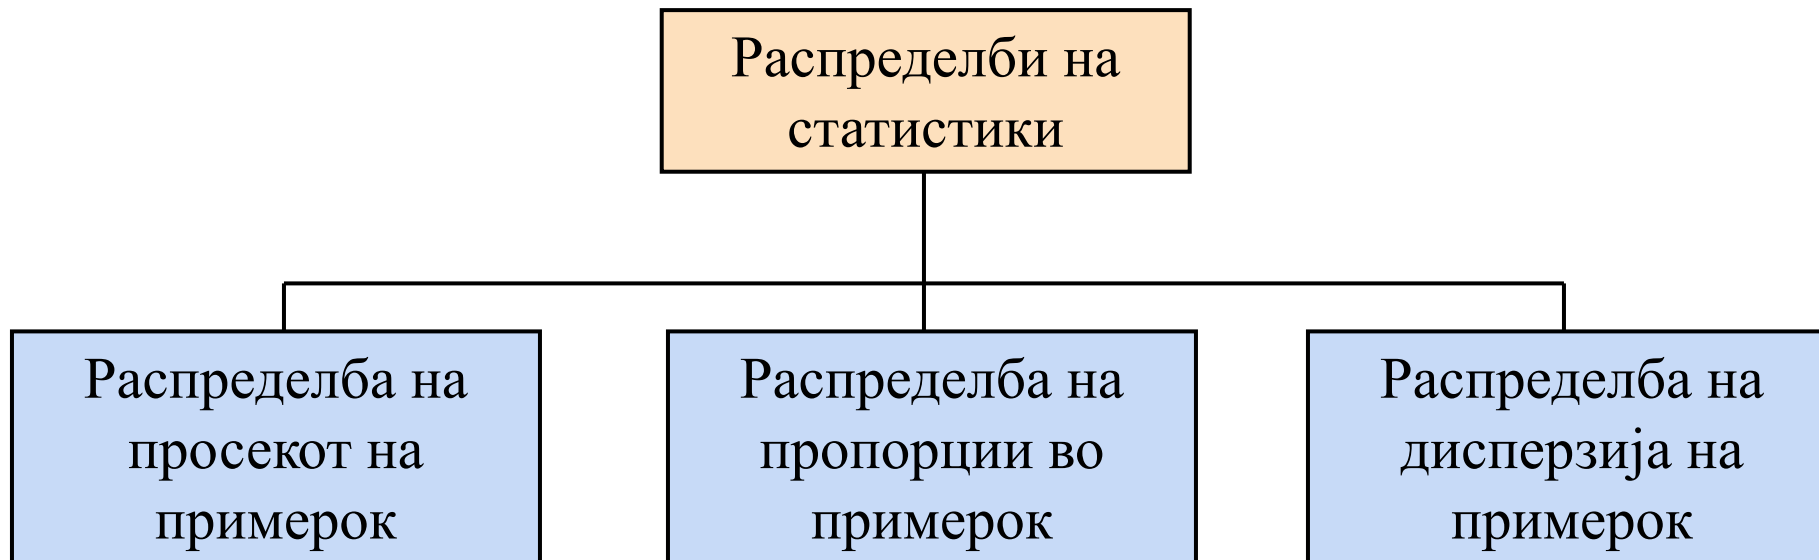 Распределби на
статистики
Распределба на
просекот на
примерок
Распределба на
пропорции во
примерок
Распределба на
дисперзија на
примерок